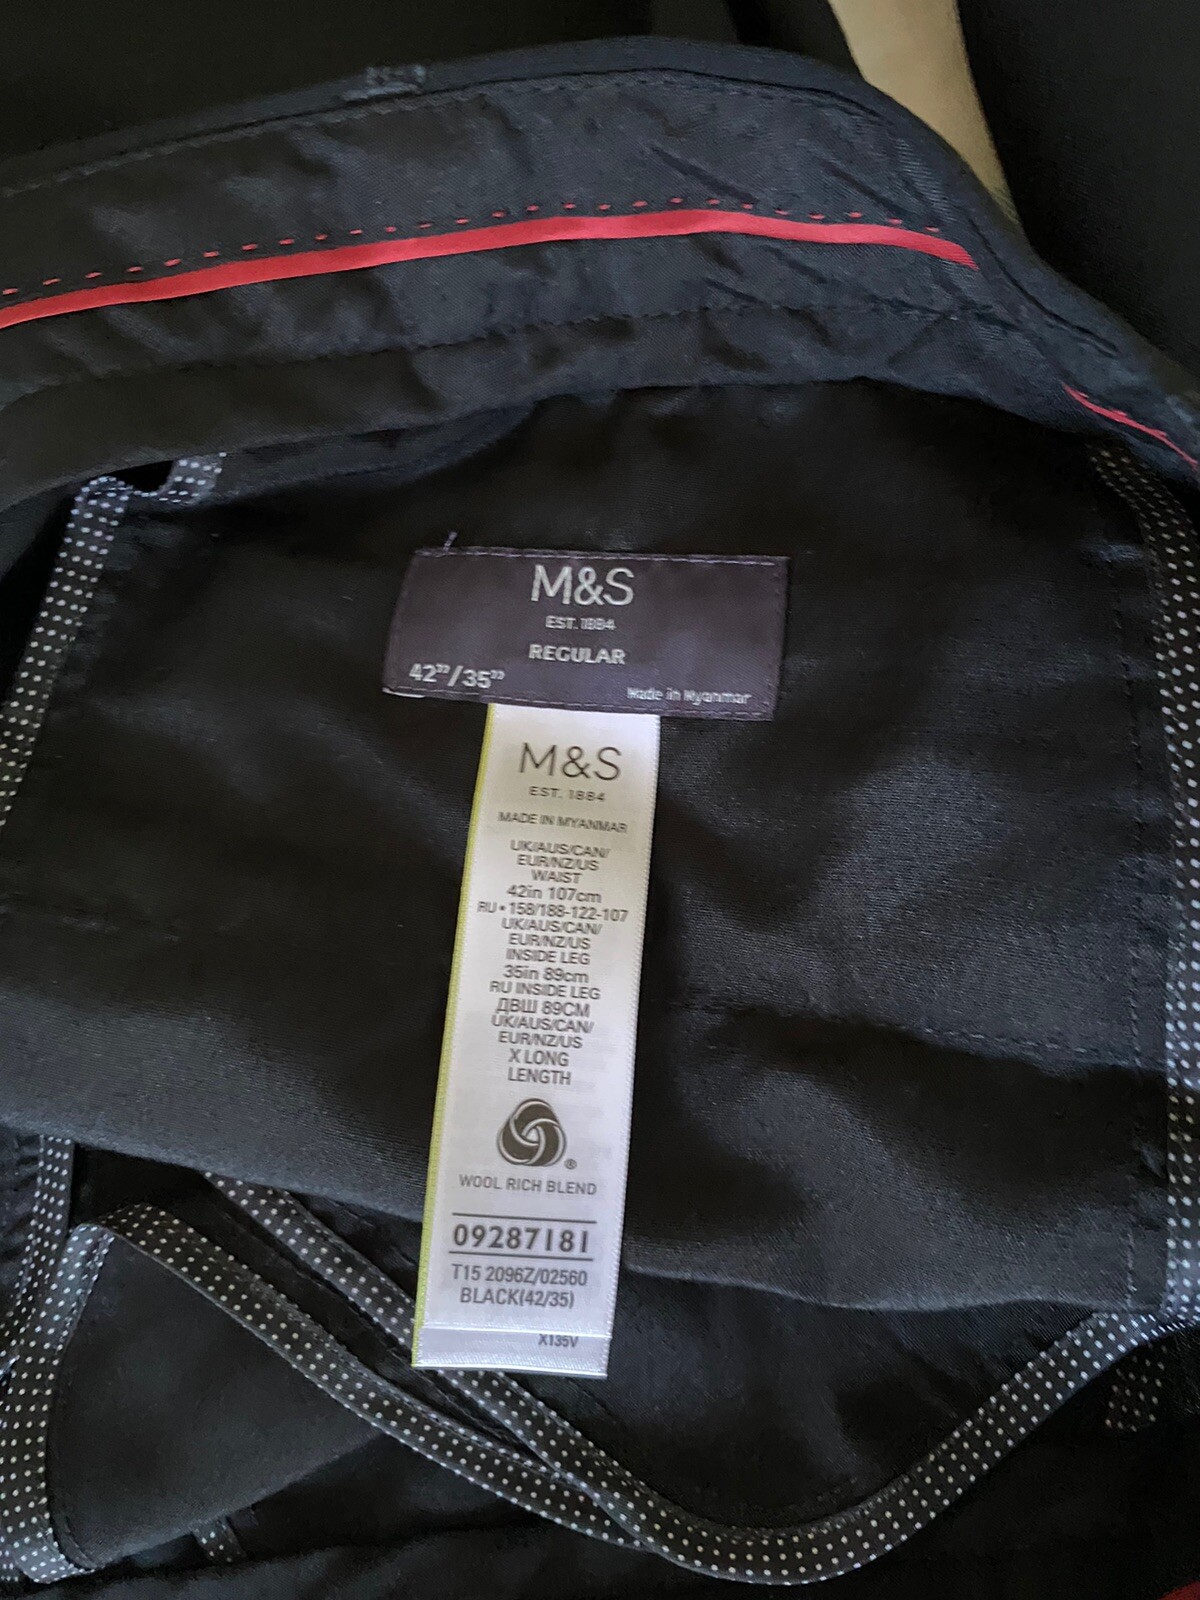 M&S
EST. 1884
REGULAR
42"/35"
Made in Myanmar
M&S
EST. 1884
MADE IN MYANMAR
UK/AUS/CAN/
EUR/NZ/US
WAIST
42in 107cm
RU • 158/188-122-107
UK/AUS/CAN/
EUR/NZ/US
INSIDE LEG
35in 89cm
RU INSIDE LEG
ДВШ 89СМ
UK/AUS/CAN/
EUR/NZ/US
X LONG
LENGTH
®
WOOL RICH BLEND
09287181
T15 2096Z/02560
BLACK(42/35)
X135V